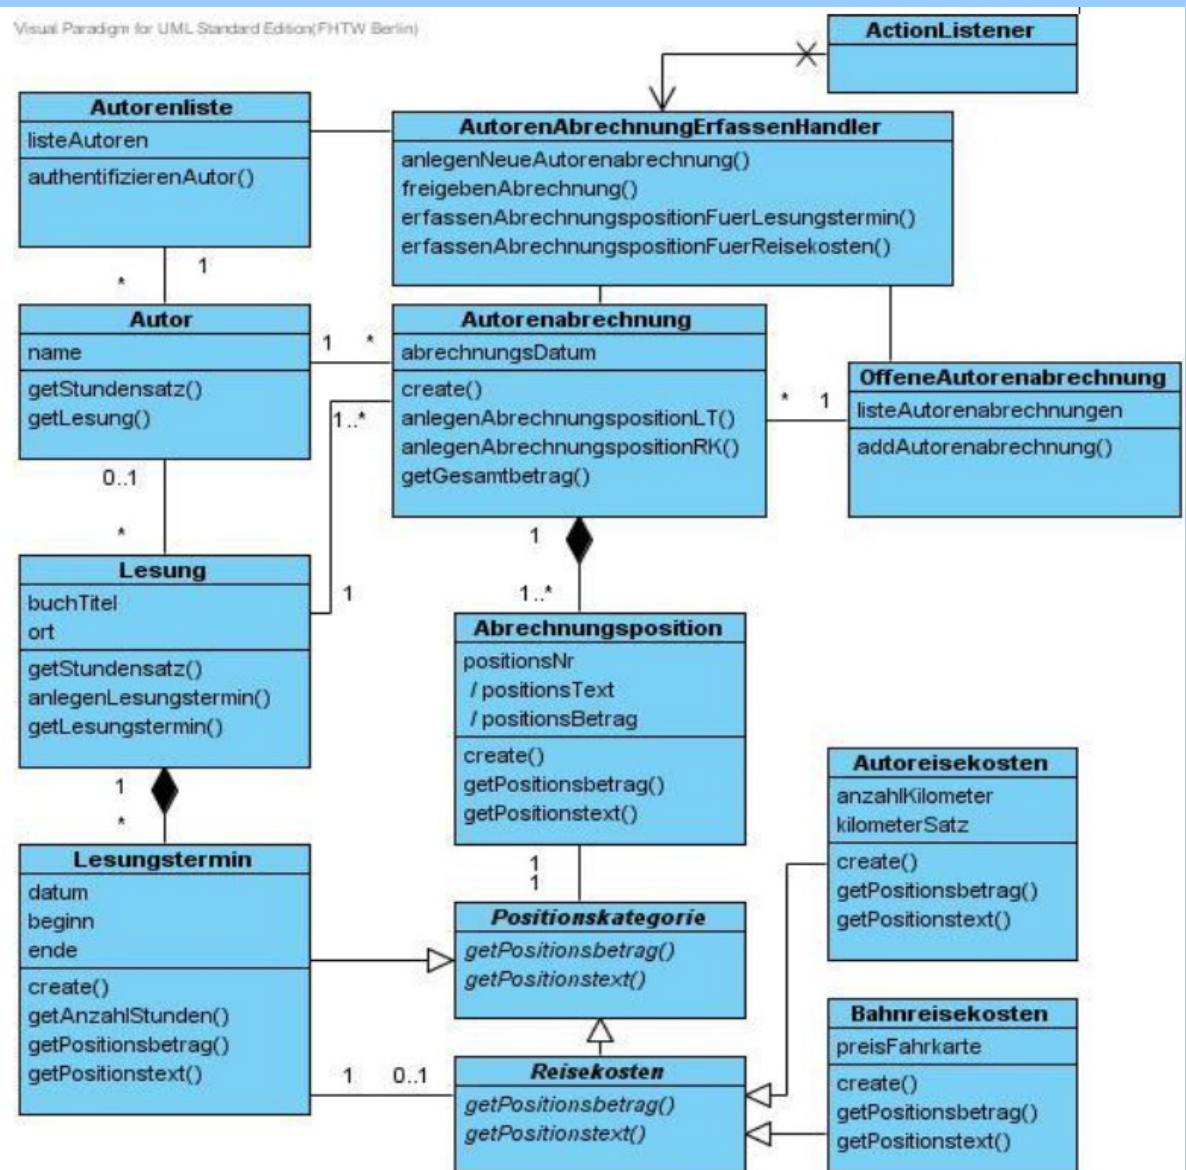 Visual Paradigm for UML Standard Edition(FHTW Berlin)
ActionListener
Autorenliste
listeAutoren
authentifizierenAutor()
AutorenAbrechnungErfassenHandler
anlegenNeueAutorenabrechnung()
freigebenAbrechnung()
erfassenAbrechnungspositionFuerLesungstermin()
erfassenAbrechnungspositionFuerReisekosten()
1
*
Autor
name
getStundensatz()
getLesung()
1 *
Autorenabrechnung
abrechnungsDatum
create()
anlegenAbrechnungspositionLT()
anlegenAbrechnungspositionRK()
getGesamtbetrag()
* 1
OffeneAutorenabrechnung
listeAutorenabrechnungen
addAutorenabrechnung()
1..*
0..1
*
Lesung
buchTitel
ort
getStundensatz()
anlegenLesungstermin()
getLesungstermin()
1
1
1..*
Abrechnungsposition
positionsNr
/ positionsText
/ positionsBetrag
create()
getPositionsbetrag()
getPositionstext()
1
*
Lesungstermin
datum
beginn
ende
create()
getAnzahlStunden()
getPositionsbetrag()
getPositionstext()
1
1
Positionskategorie
getPositionsbetrag()
getPositionstext()
1 0..1
Reisekosten
getPositionsbetrag()
getPositionstext()
Autoreisekosten
anzahlKilometer
kilometerSatz
create()
getPositionsbetrag()
getPositionstext()
Bahnreisekosten
preisFahrkarte
create()
getPositionsbetrag()
getPositionstext()